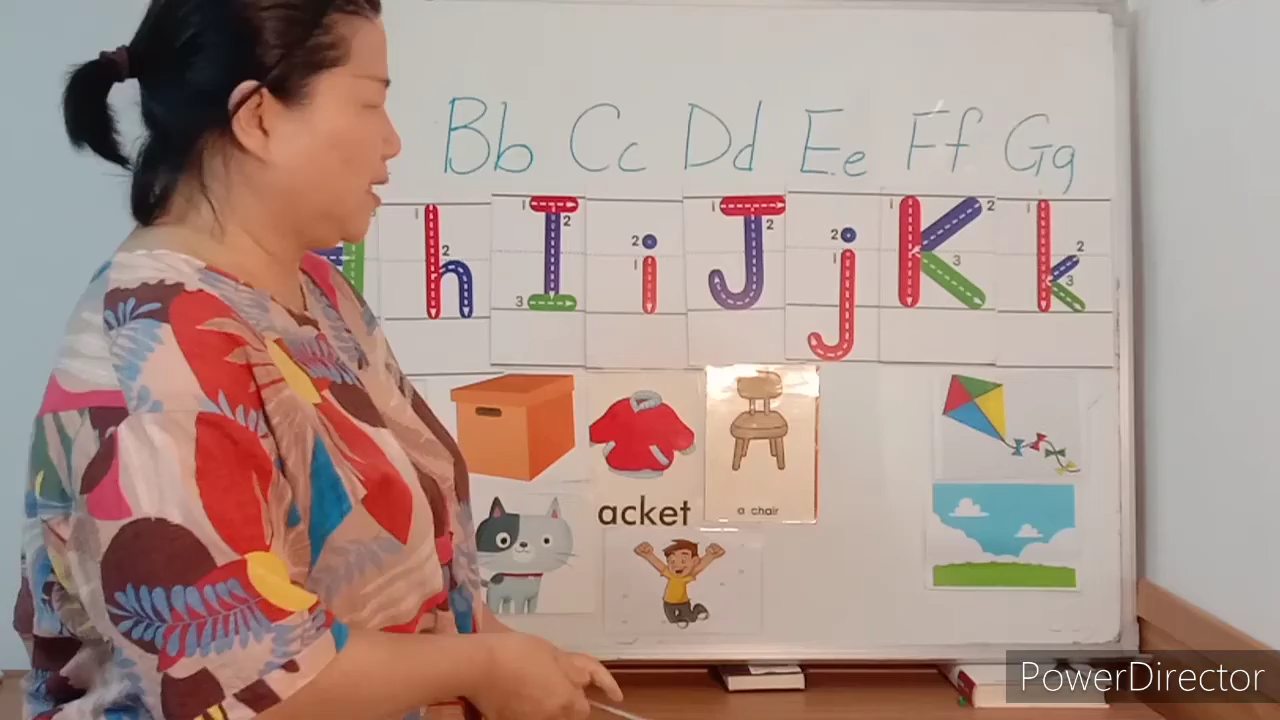 Bb Cc Dd Ee Ff Gg
h I i J j K k
acket
a chair
PowerDirector